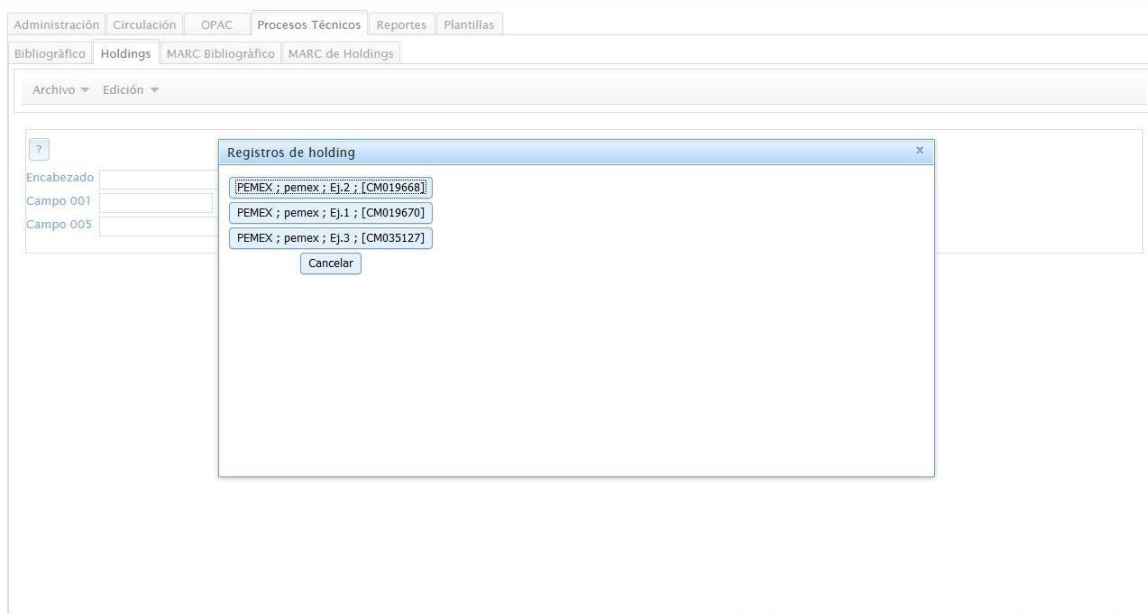 Administración Circulación OPAC Procesos Técnicos Reportes Plantillas
Bibliográfico Holdings MARC Bibliográfico MARC de Holdings
Archivo Edición
?
Registros de holding x
Encabezado
Campo 001
Campo 005
PEMEX ; pemex ; Ej.2 ; [CM019668]
PEMEX ; pemex ; Ej.1 ; [CM019670]
PEMEX ; pemex ; Ej.3 ; [CM035127]
Cancelar